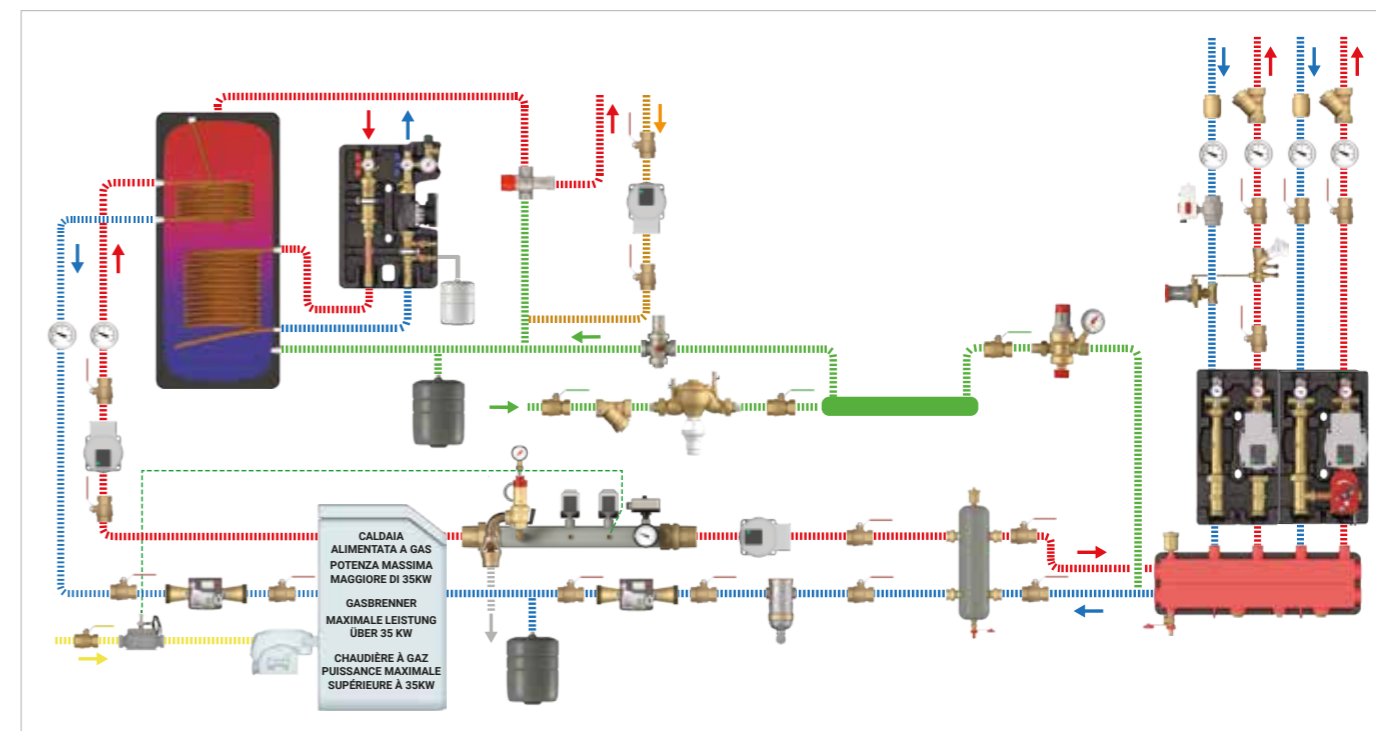 CALDAIA
ALIMENTATA A GAS
POTENZA MASSIMA
MAGGIORE DI 35KW
GASBRENNER
MAXIMALE LEISTUNG
ÜBER 35 KW
CHAUDIÈRE À GAZ
PUISSANCE MAXIMALE
SUPÉRIEURE À 35KW